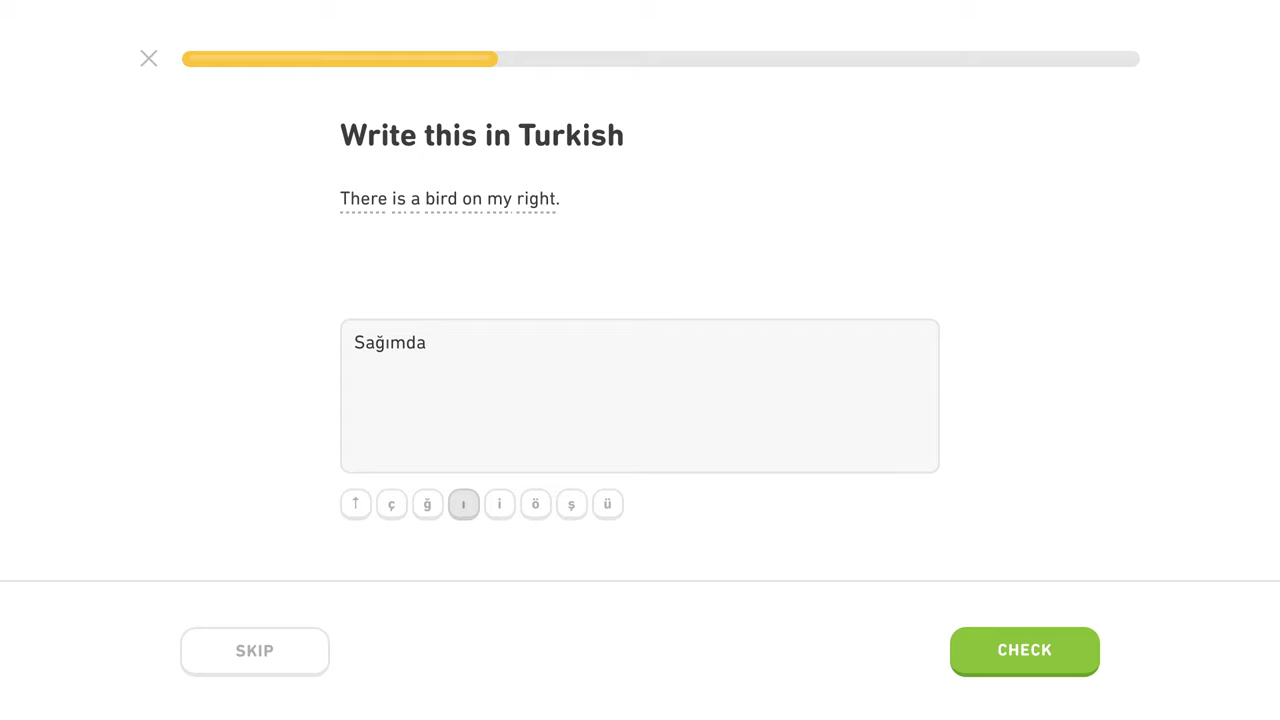 Write this in Turkish
There is a bird on my right.
Sağımda
↑ ç ğ ı i ö ş ü
SKIP
CHECK